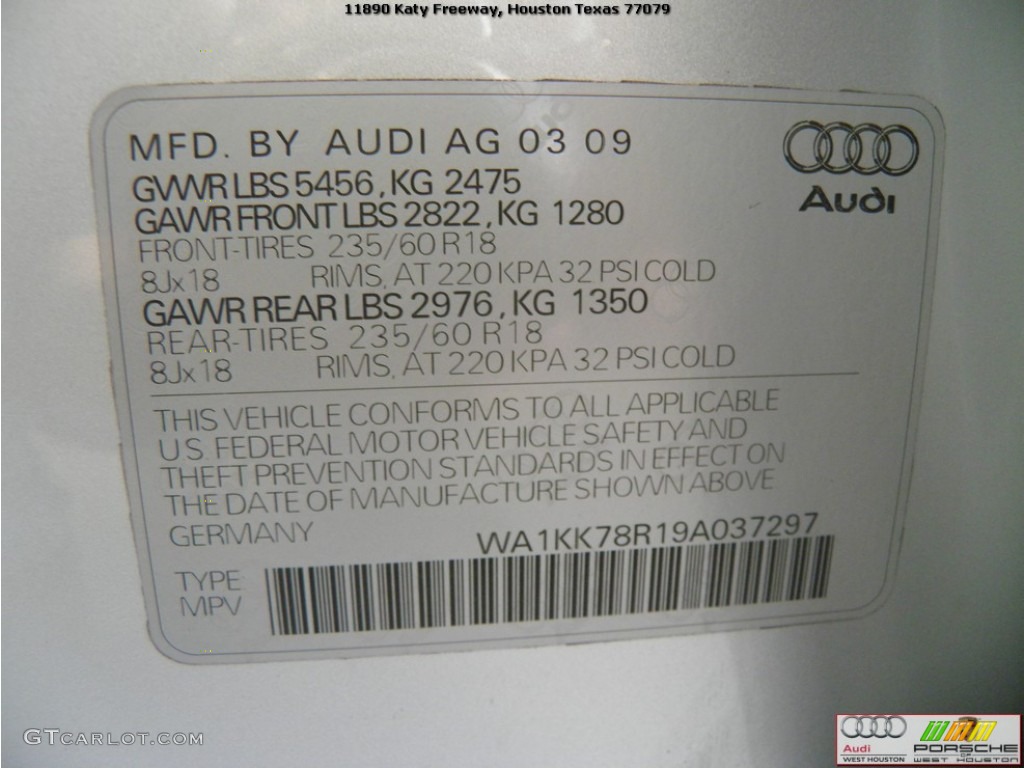 11890 Katy Freeway, Houston Texas 77079
MFD. BY AUDI AG 03 09
GVWR LBS 5456, KG 2475
GAWR FRONT LBS 2822, KG 1280
FRONT-TIRES 235/60 R18
8Jx18 RIMS, AT 220 KPA 32 PSI COLD
GAWR REAR LBS 2976, KG 1350
REAR-TIRES 235/60 R18
8Jx18 RIMS, AT 220 KPA 32 PSI COLD
Audi
THIS VEHICLE CONFORMS TO ALL APPLICABLE
U.S. FEDERAL MOTOR VEHICLE SAFETY AND
THEFT PREVENTION STANDARDS IN EFFECT ON
THE DATE OF MANUFACTURE SHOWN ABOVE.
GERMANY WA1KK78R19A037297
TYPE
MPV
GTCARLOT.COM
Audi
WEST HOUSTON
PORSCHE
OF
WEST HOUSTON